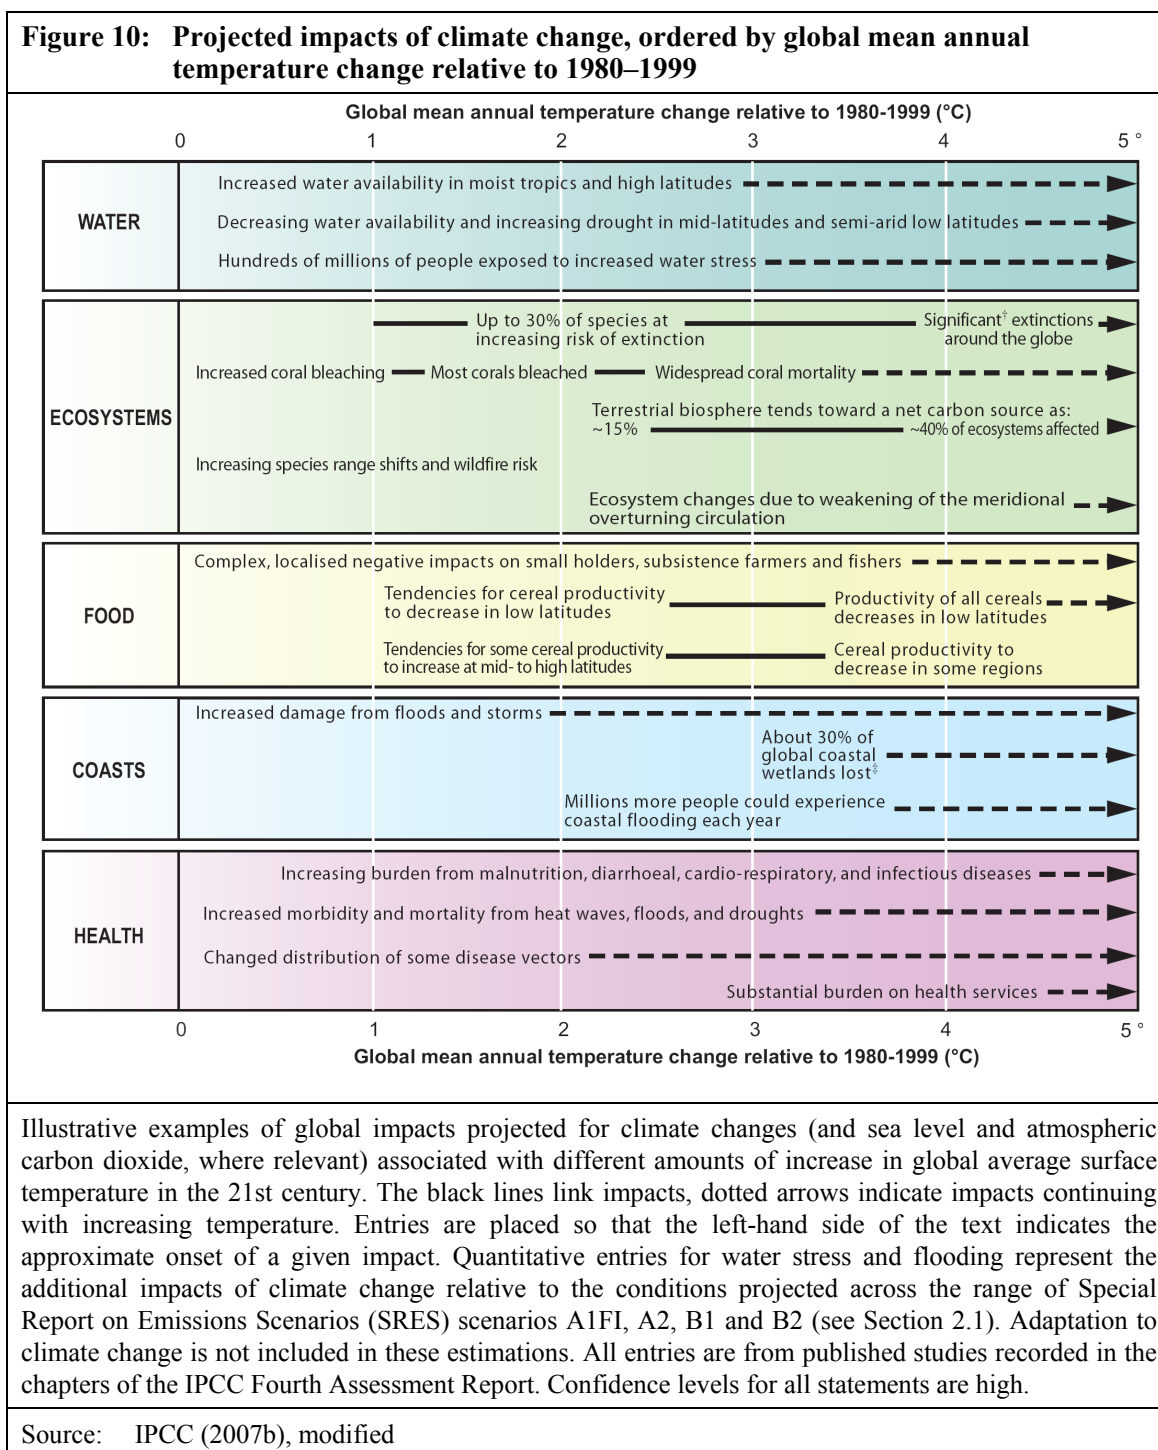 Figure 10: Projected impacts of climate change, ordered by global mean annual
temperature change relative to 1980–1999
Global mean annual temperature change relative to 1980-1999 (°C)
0 1 2 3 4 5 °
WATER
Increased water availability in moist tropics and high latitudes
Decreasing water availability and increasing drought in mid-latitudes and semi-arid low latitudes
Hundreds of millions of people exposed to increased water stress
ECOSYSTEMS
Up to 30% of species at
increasing risk of extinction
Significant† extinctions
around the globe
Increased coral bleaching Most corals bleached Widespread coral mortality
Terrestrial biosphere tends toward a net carbon source as:
~15% ~40% of ecosystems affected
Increasing species range shifts and wildfire risk
Ecosystem changes due to weakening of the meridional
overturning circulation
FOOD
Complex, localised negative impacts on small holders, subsistence farmers and fishers
Tendencies for cereal productivity
to decrease in low latitudes
Productivity of all cereals
decreases in low latitudes
Tendencies for some cereal productivity
to increase at mid- to high latitudes
Cereal productivity to
decrease in some regions
COASTS
Increased damage from floods and storms
About 30% of
global coastal
wetlands lost‡
Millions more people could experience
coastal flooding each year
HEALTH
Increasing burden from malnutrition, diarrhoeal, cardio-respiratory, and infectious diseases
Increased morbidity and mortality from heat waves, floods, and droughts
Changed distribution of some disease vectors
Substantial burden on health services
0 1 2 3 4 5 °
Global mean annual temperature change relative to 1980-1999 (°C)
Illustrative examples of global impacts projected for climate changes (and sea level and atmospheric
carbon dioxide, where relevant) associated with different amounts of increase in global average surface
temperature in the 21st century. The black lines link impacts, dotted arrows indicate impacts continuing
with increasing temperature. Entries are placed so that the left-hand side of the text indicates the
approximate onset of a given impact. Quantitative entries for water stress and flooding represent the
additional impacts of climate change relative to the conditions projected across the range of Special
Report on Emissions Scenarios (SRES) scenarios A1FI, A2, B1 and B2 (see Section 2.1). Adaptation to
climate change is not included in these estimations. All entries are from published studies recorded in the
chapters of the IPCC Fourth Assessment Report. Confidence levels for all statements are high.
Source: IPCC (2007b), modified